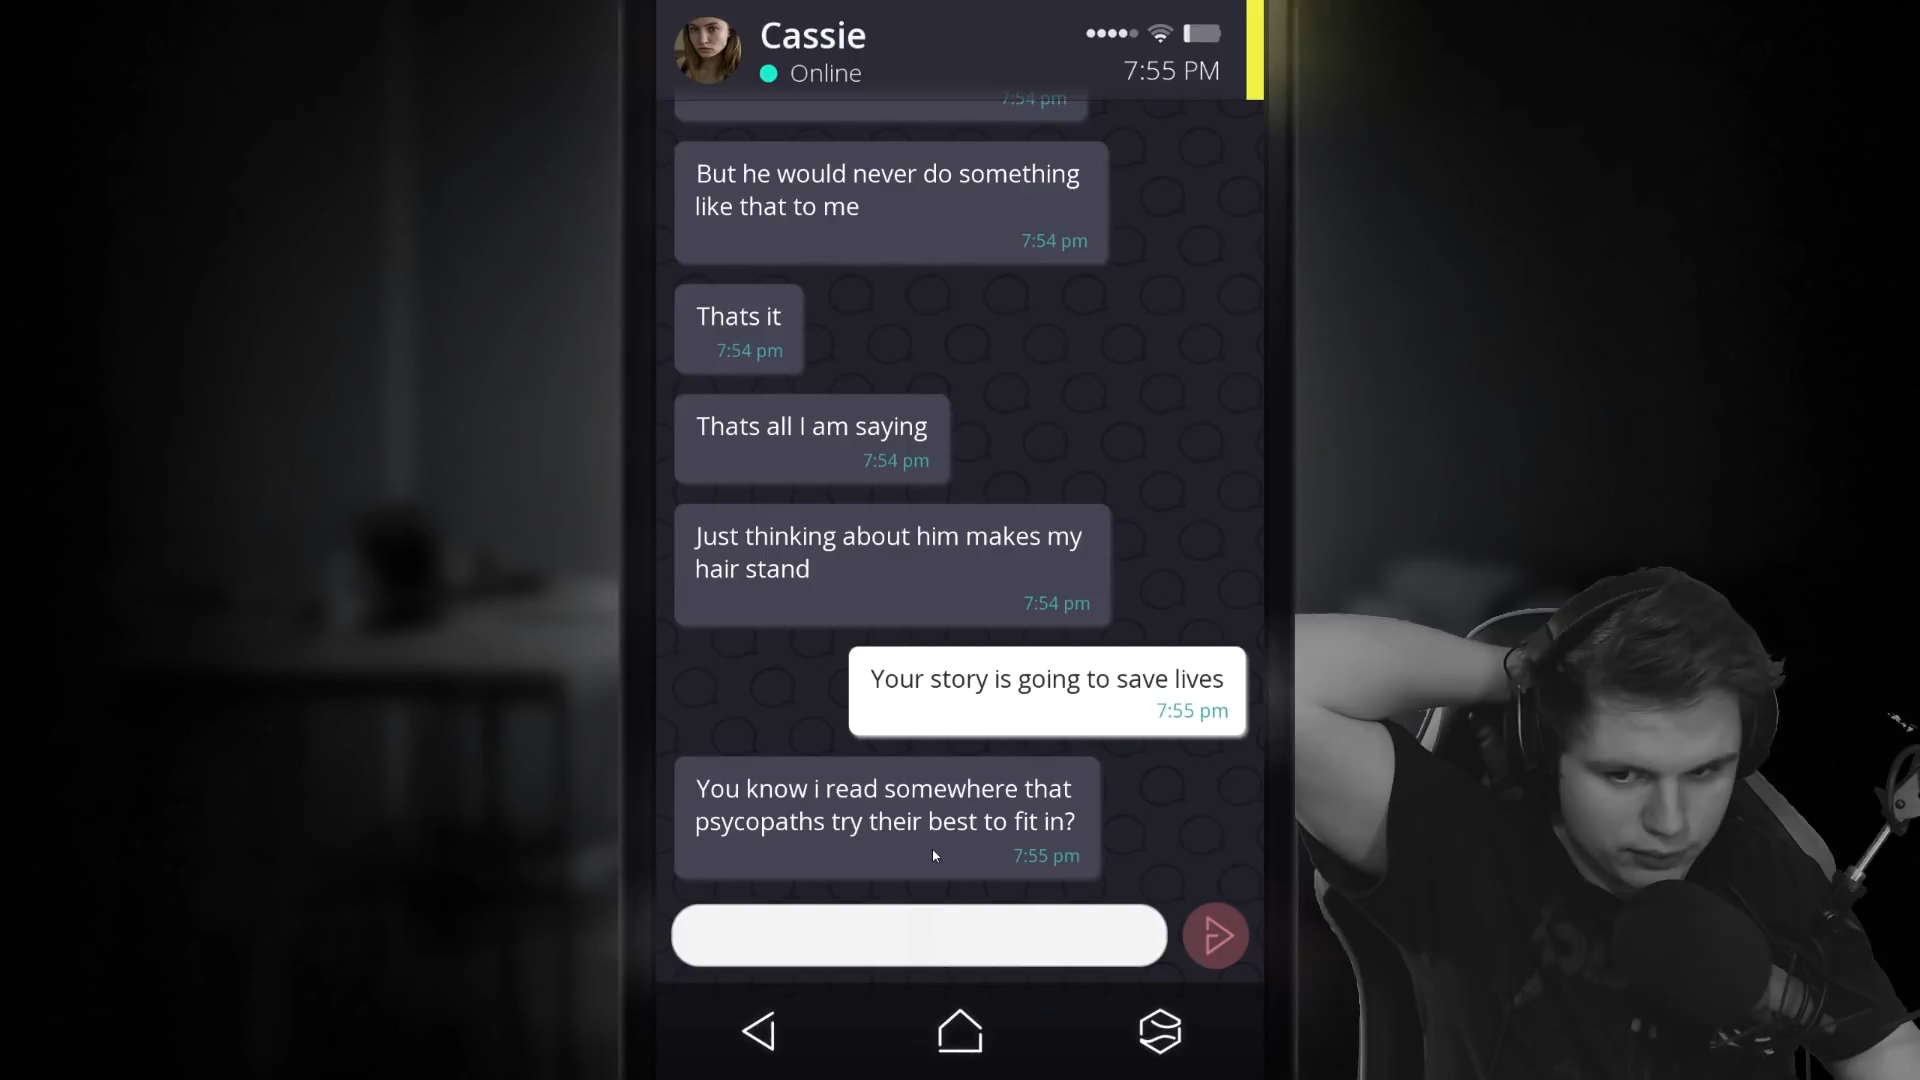 Cassie
Online
7:55 PM
7:54 pm
But he would never do something
like that to me
7:54 pm
Thats it
7:54 pm
Thats all I am saying
7:54 pm
Just thinking about him makes my
hair stand
7:54 pm
Your story is going to save lives
7:55 pm
You know i read somewhere that
psycopaths try their best to fit in?
7:55 pm